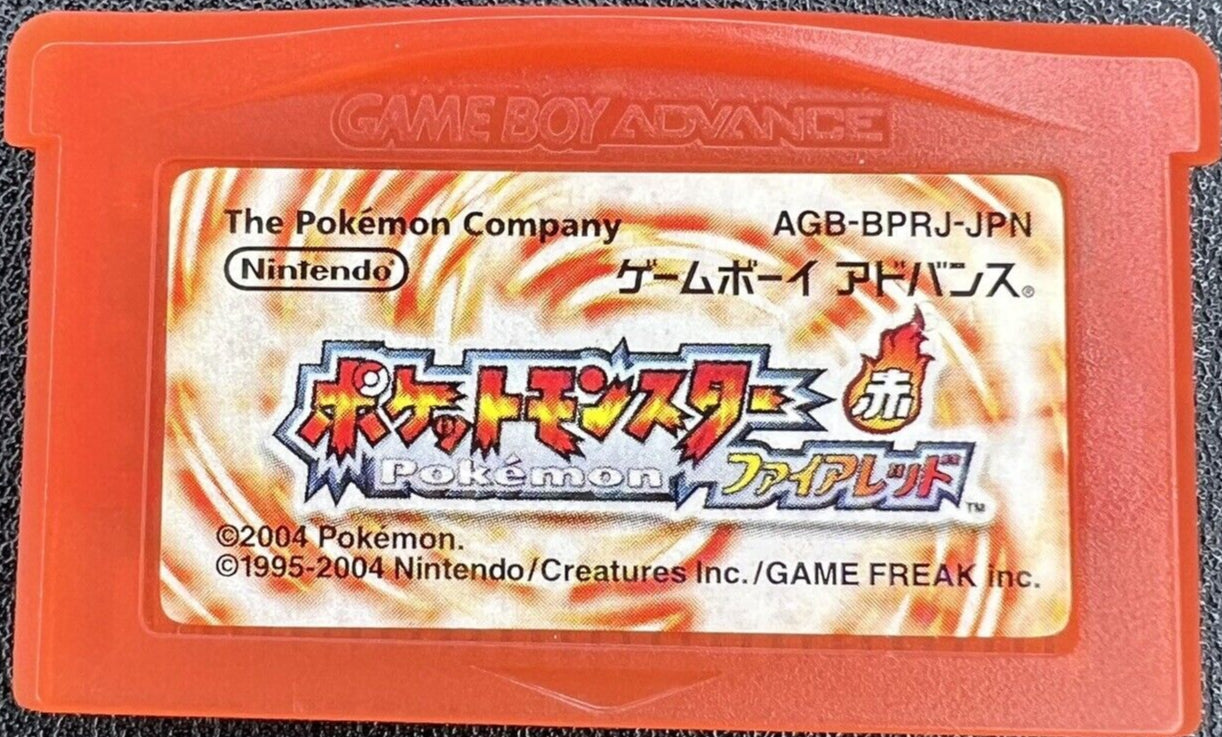 GAME BOY ADVANCE
The Pokémon Company AGB-BPRJ-JPN
Nintendo® ゲームボーイ アドバンス®
ポケットモンスター 赤
Pokémon ファイアレッド™
©2004 Pokémon.
©1995-2004 Nintendo/Creatures Inc./GAME FREAK inc.